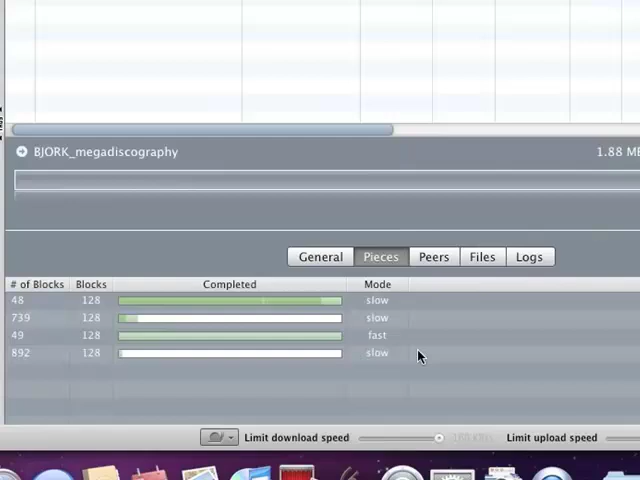 BJORK_megadiscography
1.88 ME
General Pieces Peers Files Logs
# of Blocks Blocks Completed Mode
48 128 slow
739 128 slow
49 128 fast
892 128 slow
Limit download speed Limit upload speed